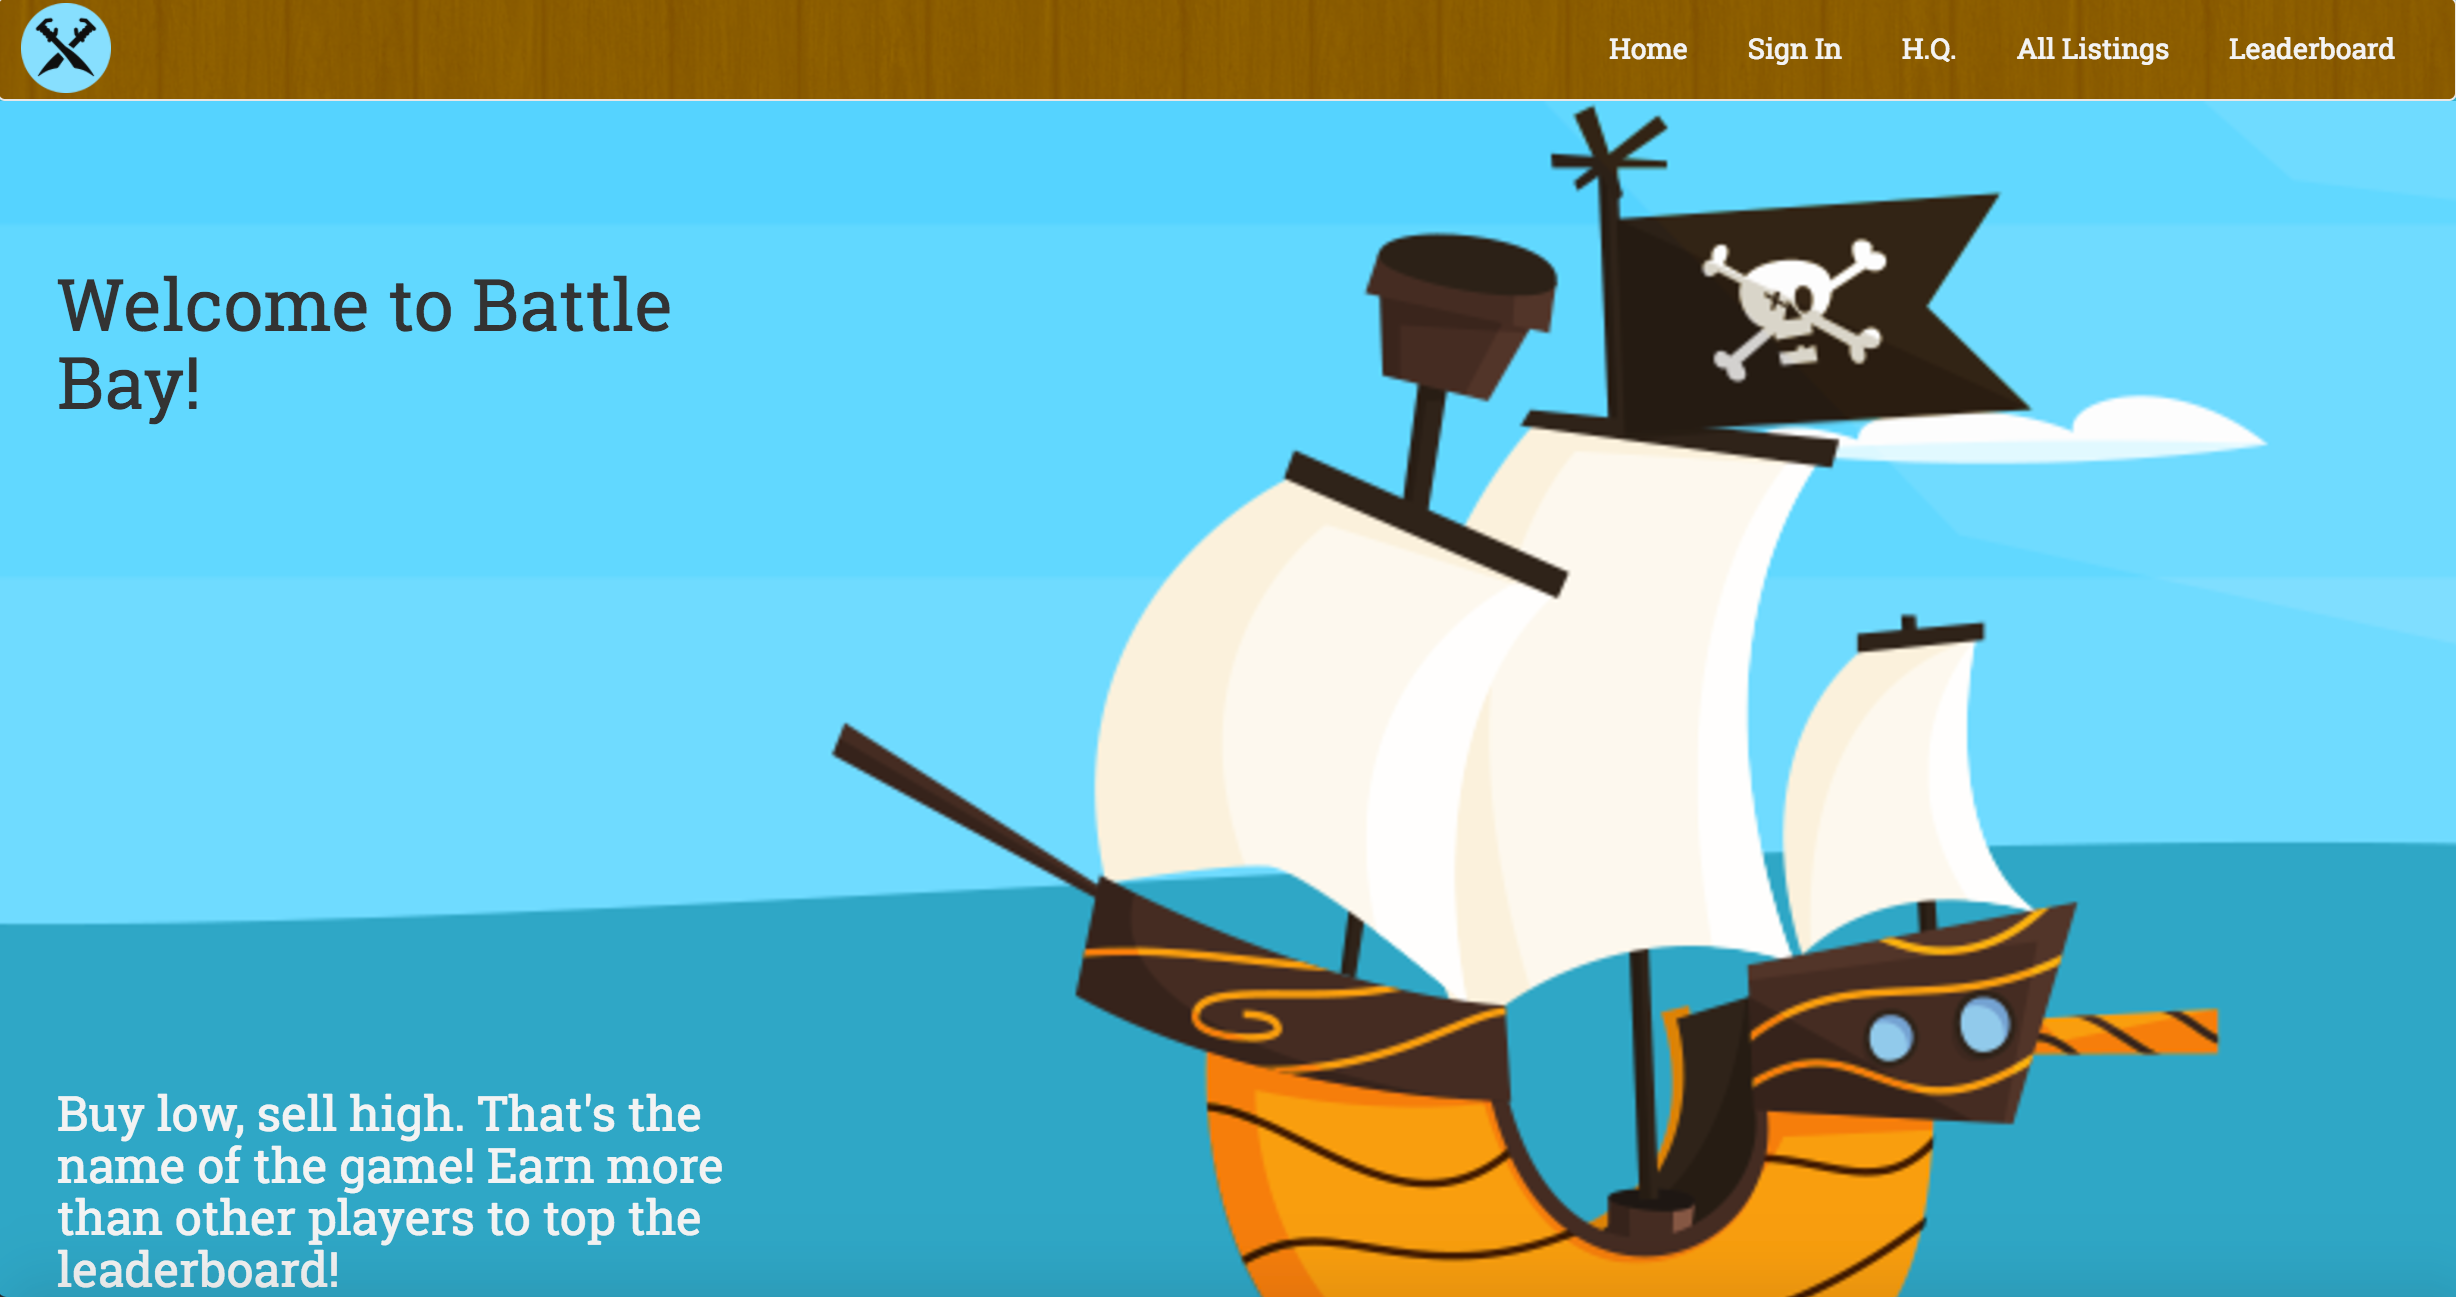 Home Sign In H.Q. All Listings Leaderboard
Welcome to Battle
Bay!
Buy low, sell high. That's the
name of the game! Earn more
than other players to top the
leaderboard!